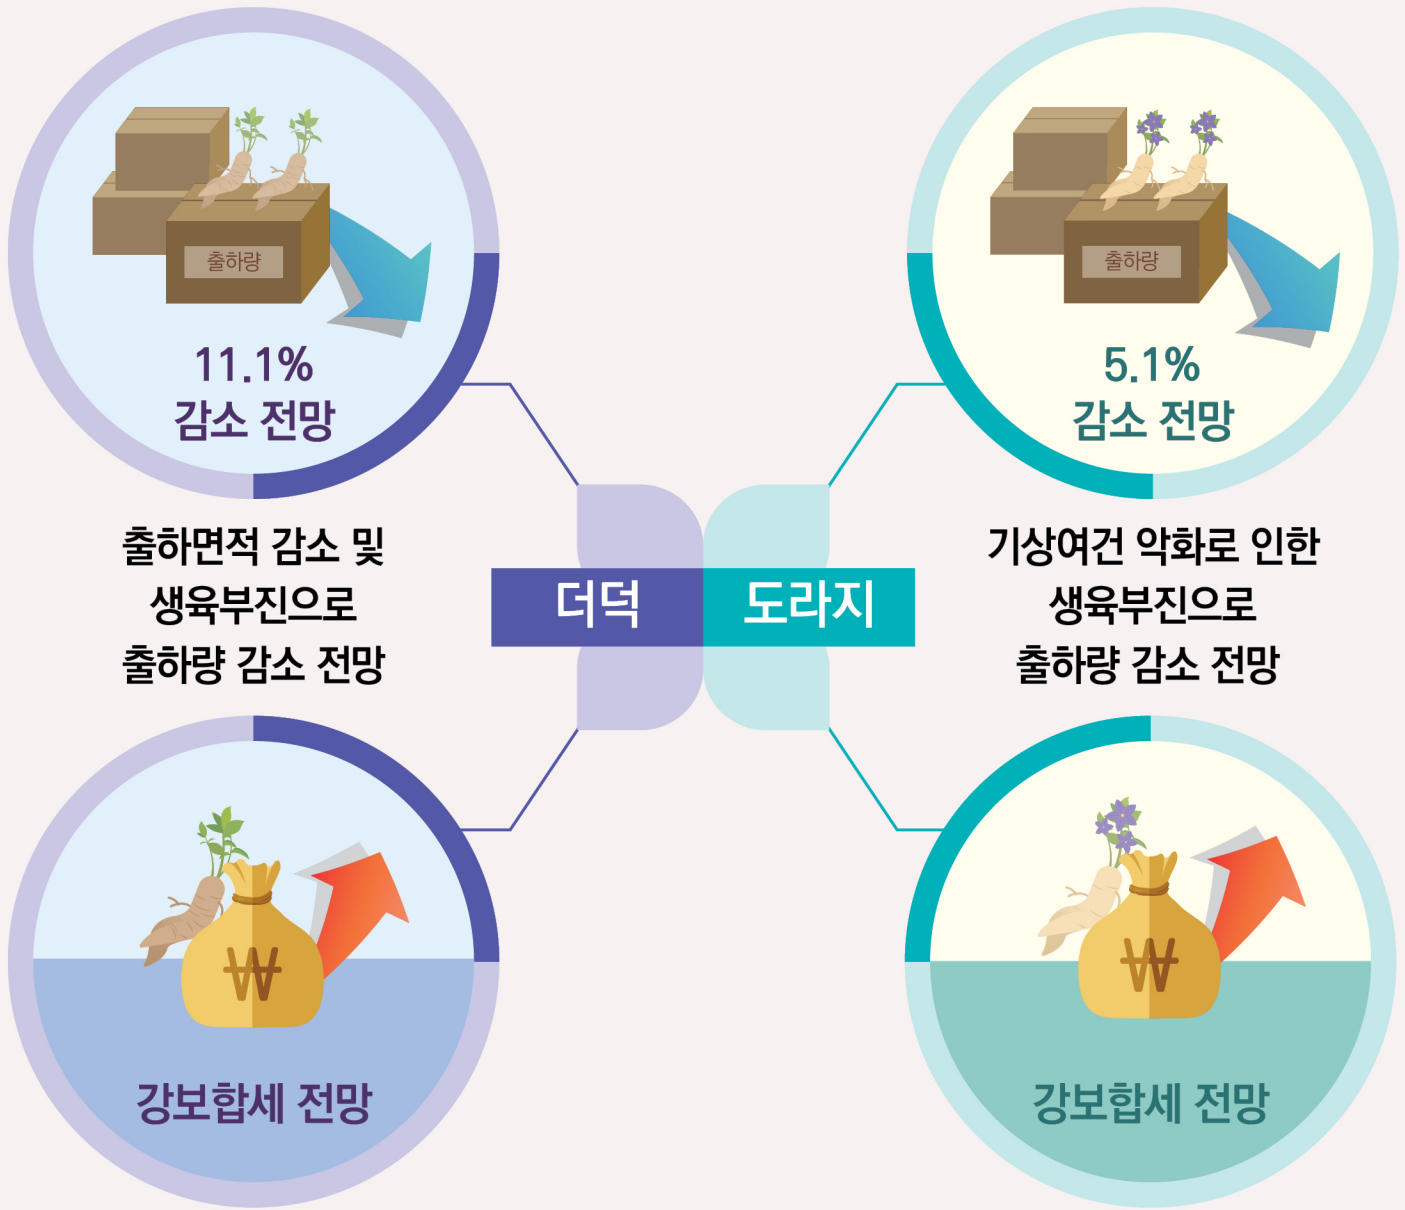 출하량
11.1%
감소 전망
출하면적 감소 및
생육부진으로
출하량 감소 전망
강보합세 전망
더덕
도라지
출하량
5.1%
감소 전망
기상여건 악화로 인한
생육부진으로
출하량 감소 전망
강보합세 전망